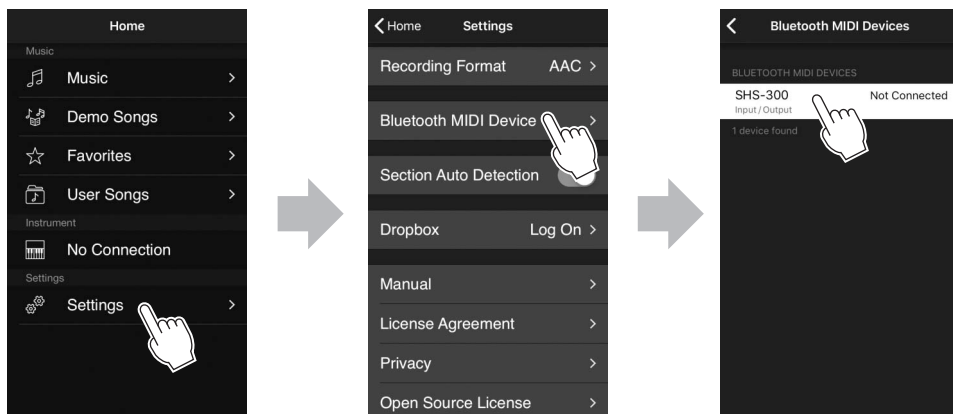 Home
Music
Music
Demo Songs
Favorites
User Songs
Instrument
No Connection
Settings
Settings
Home Settings
Recording Format AAC
Bluetooth MIDI Device
Section Auto Detection
Dropbox Log On
Manual
License Agreement
Privacy
Open Source License
Bluetooth MIDI Devices
BLUETOOTH MIDI DEVICES
SHS-300 Not Connected
Input / Output
1 device found